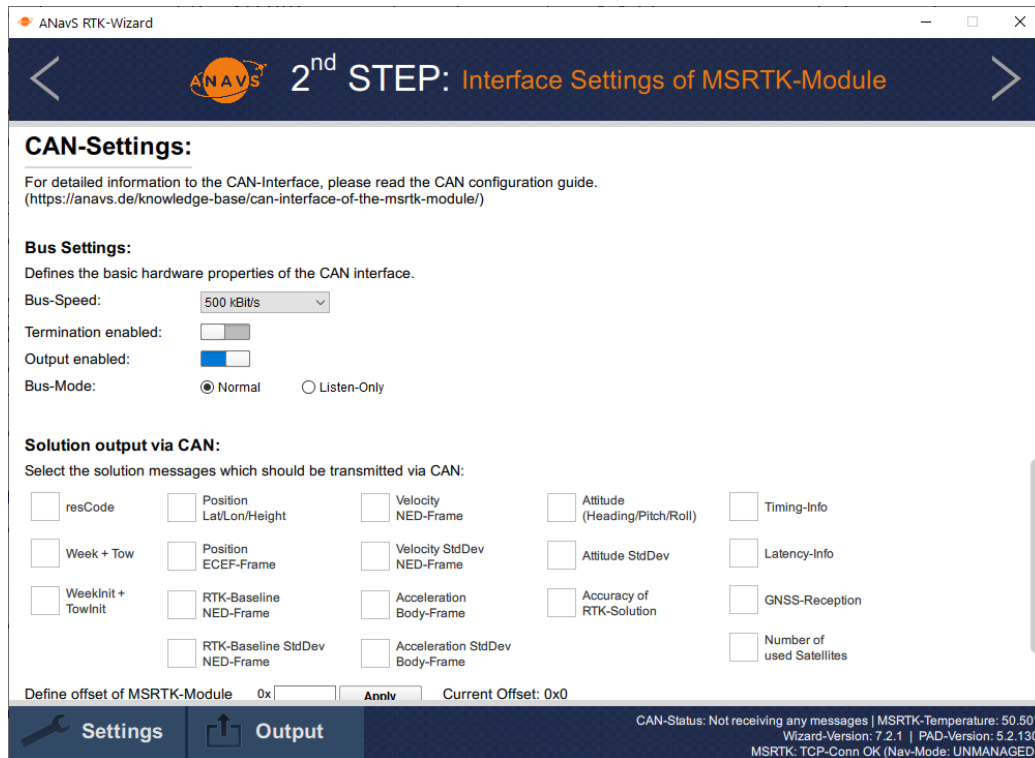 ANavS RTK-Wizard
ANAVS
2nd STEP: Interface Settings of MSRTK-Module
CAN-Settings:
For detailed information to the CAN-Interface, please read the CAN configuration guide.
(https://anavs.de/knowledge-base/can-interface-of-the-msrtk-module/)
Bus Settings:
Defines the basic hardware properties of the CAN interface.
Bus-Speed: 500 kBit/s
Termination enabled:
Output enabled:
Bus-Mode: Normal Listen-Only
Solution output via CAN:
Select the solution messages which should be transmitted via CAN:
resCode
Position
Lat/Lon/Height
Velocity
NED-Frame
Attitude
(Heading/Pitch/Roll)
Timing-Info
Week + Tow
Position
ECEF-Frame
Velocity StdDev
NED-Frame
Attitude StdDev
Latency-Info
WeekInit +
TowInit
RTK-Baseline
NED-Frame
Acceleration
Body-Frame
Accuracy of
RTK-Solution
GNSS-Reception
RTK-Baseline StdDev
NED-Frame
Acceleration StdDev
Body-Frame
Number of
used Satellites
Define offset of MSRTK-Module 0x Apply Current Offset: 0x0
Settings
Output
CAN-Status: Not receiving any messages | MSRTK-Temperature: 50.50
Wizard-Version: 7.2.1 | PAD-Version: 5.2.130
MSRTK: TCP-Conn OK (Nav-Mode: UNMANAGED